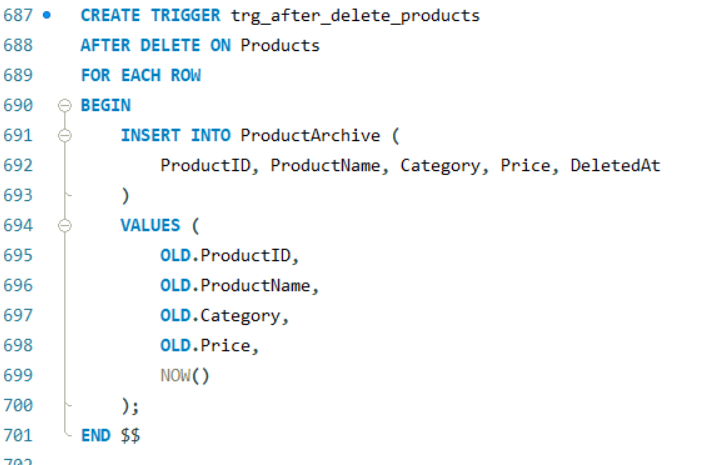 687 CREATE TRIGGER trg_after_delete_products
688 AFTER DELETE ON Products
689 FOR EACH ROW
690 BEGIN
691 INSERT INTO ProductArchive (
692 ProductID, ProductName, Category, Price, DeletedAt
693 )
694 VALUES (
695 OLD.ProductID,
696 OLD.ProductName,
697 OLD.Category,
698 OLD.Price,
699 NOW()
700 );
701 END $$
702